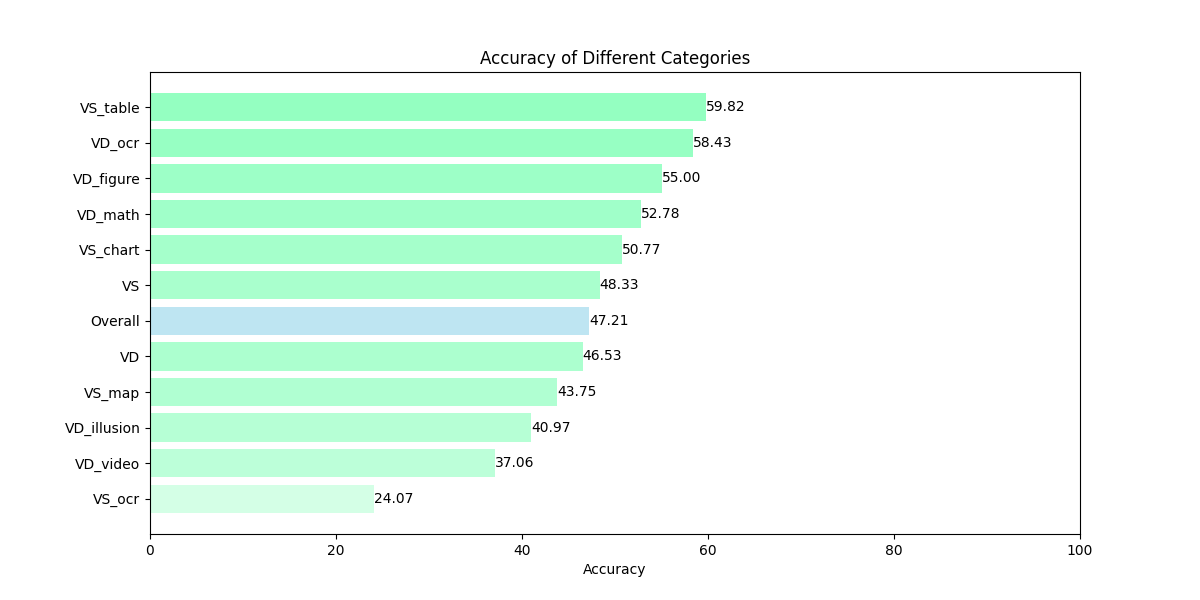 Accuracy of Different Categories
VS_table 59.82
VD_ocr 58.43
VD_figure 55.00
VD_math 52.78
VS_chart 50.77
VS 48.33
Overall 47.21
VD 46.53
VS_map 43.75
VD_illusion 40.97
VD_video 37.06
VS_ocr 24.07
0 20 40 60 80 100
Accuracy